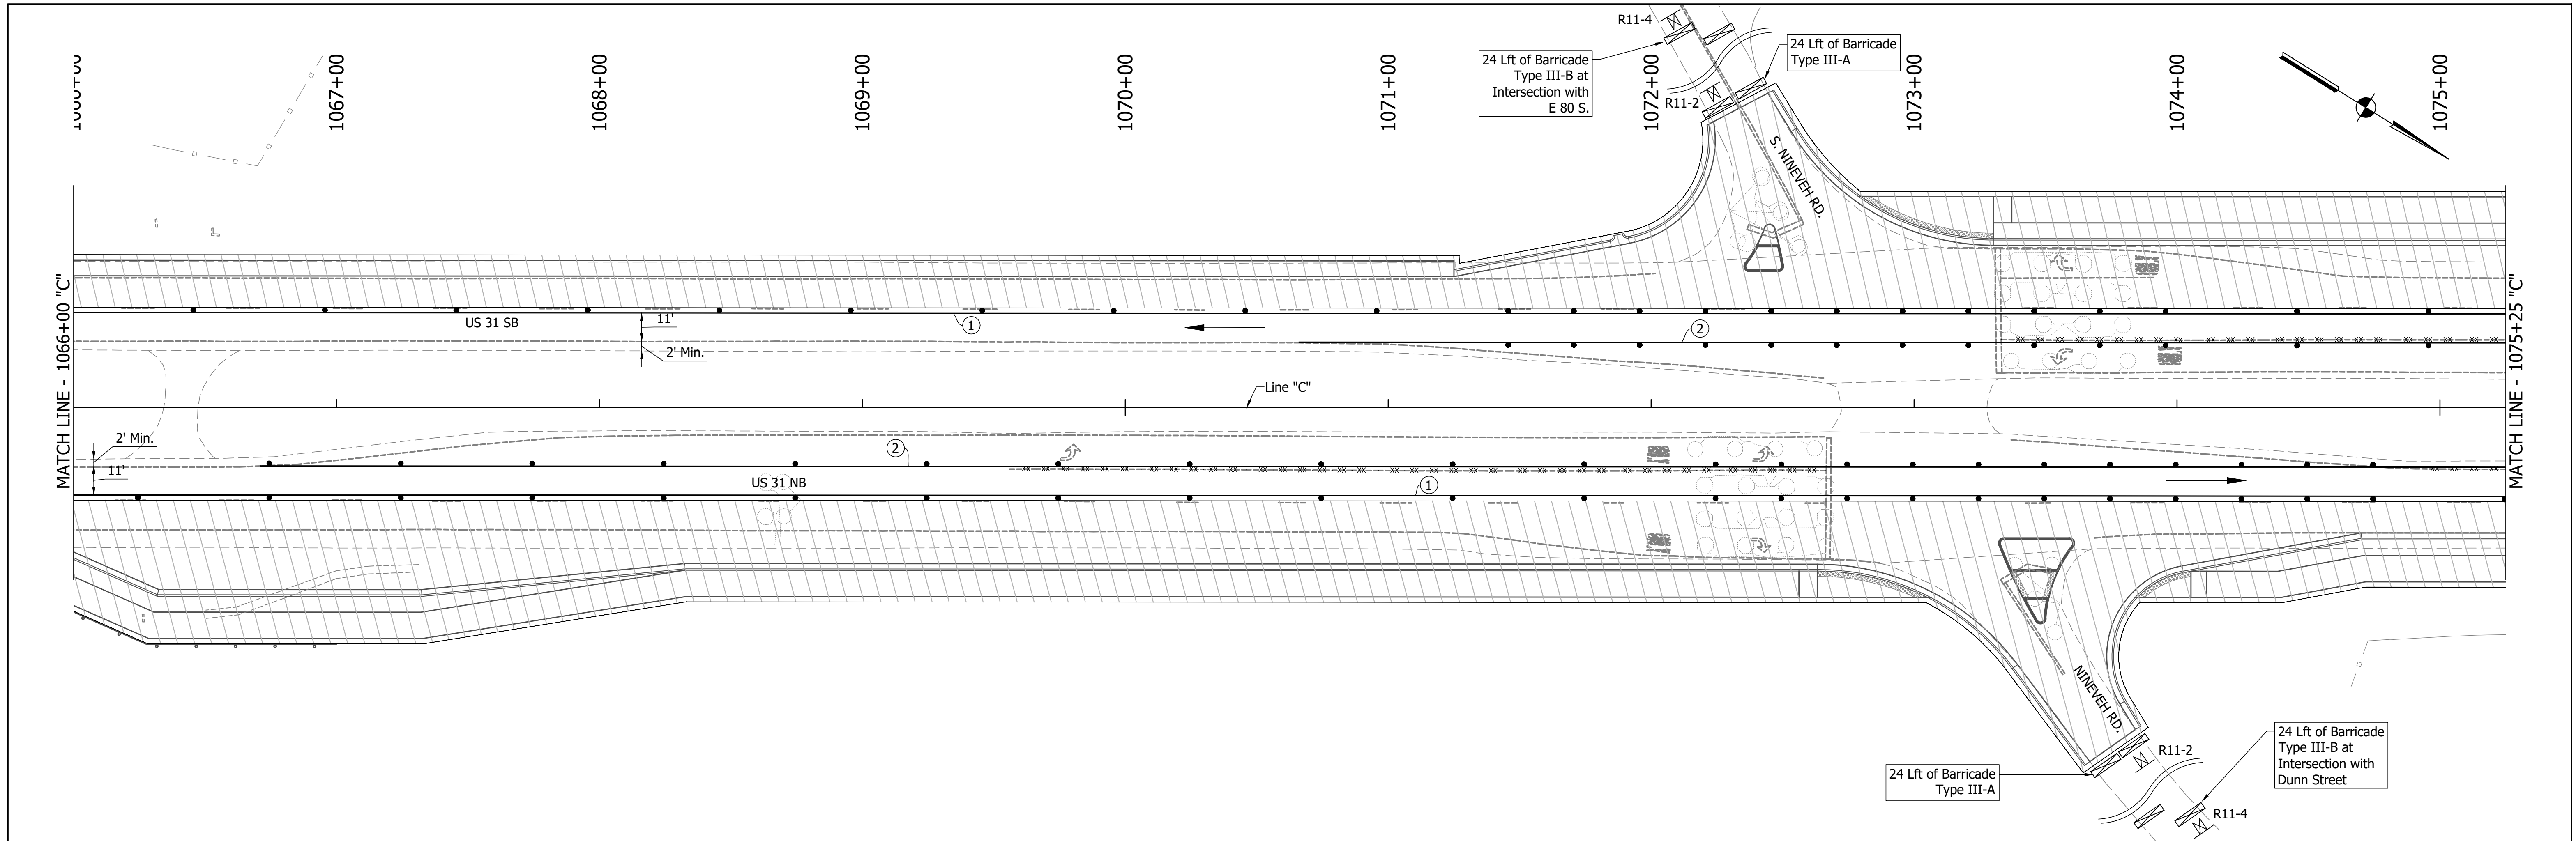 1066+00
1067+00
1068+00
1069+00
1070+00
1071+00
1072+00
1073+00
1074+00
1075+00
R11-4
24 Lft of Barricade
Type III-B at
Intersection with
E 80 S.
24 Lft of Barricade
Type III-A
R11-2
S. NINEVEH RD.
MATCH LINE - 1066+00 "C"
MATCH LINE - 1075+25 "C"
US 31 SB
11'
2' Min.
1
2
Line "C"
2' Min.
11'
2
US 31 NB
1
NINEVEH RD.
24 Lft of Barricade
Type III-A
R11-2
24 Lft of Barricade
Type III-B at
Intersection with
Dunn Street
R11-4